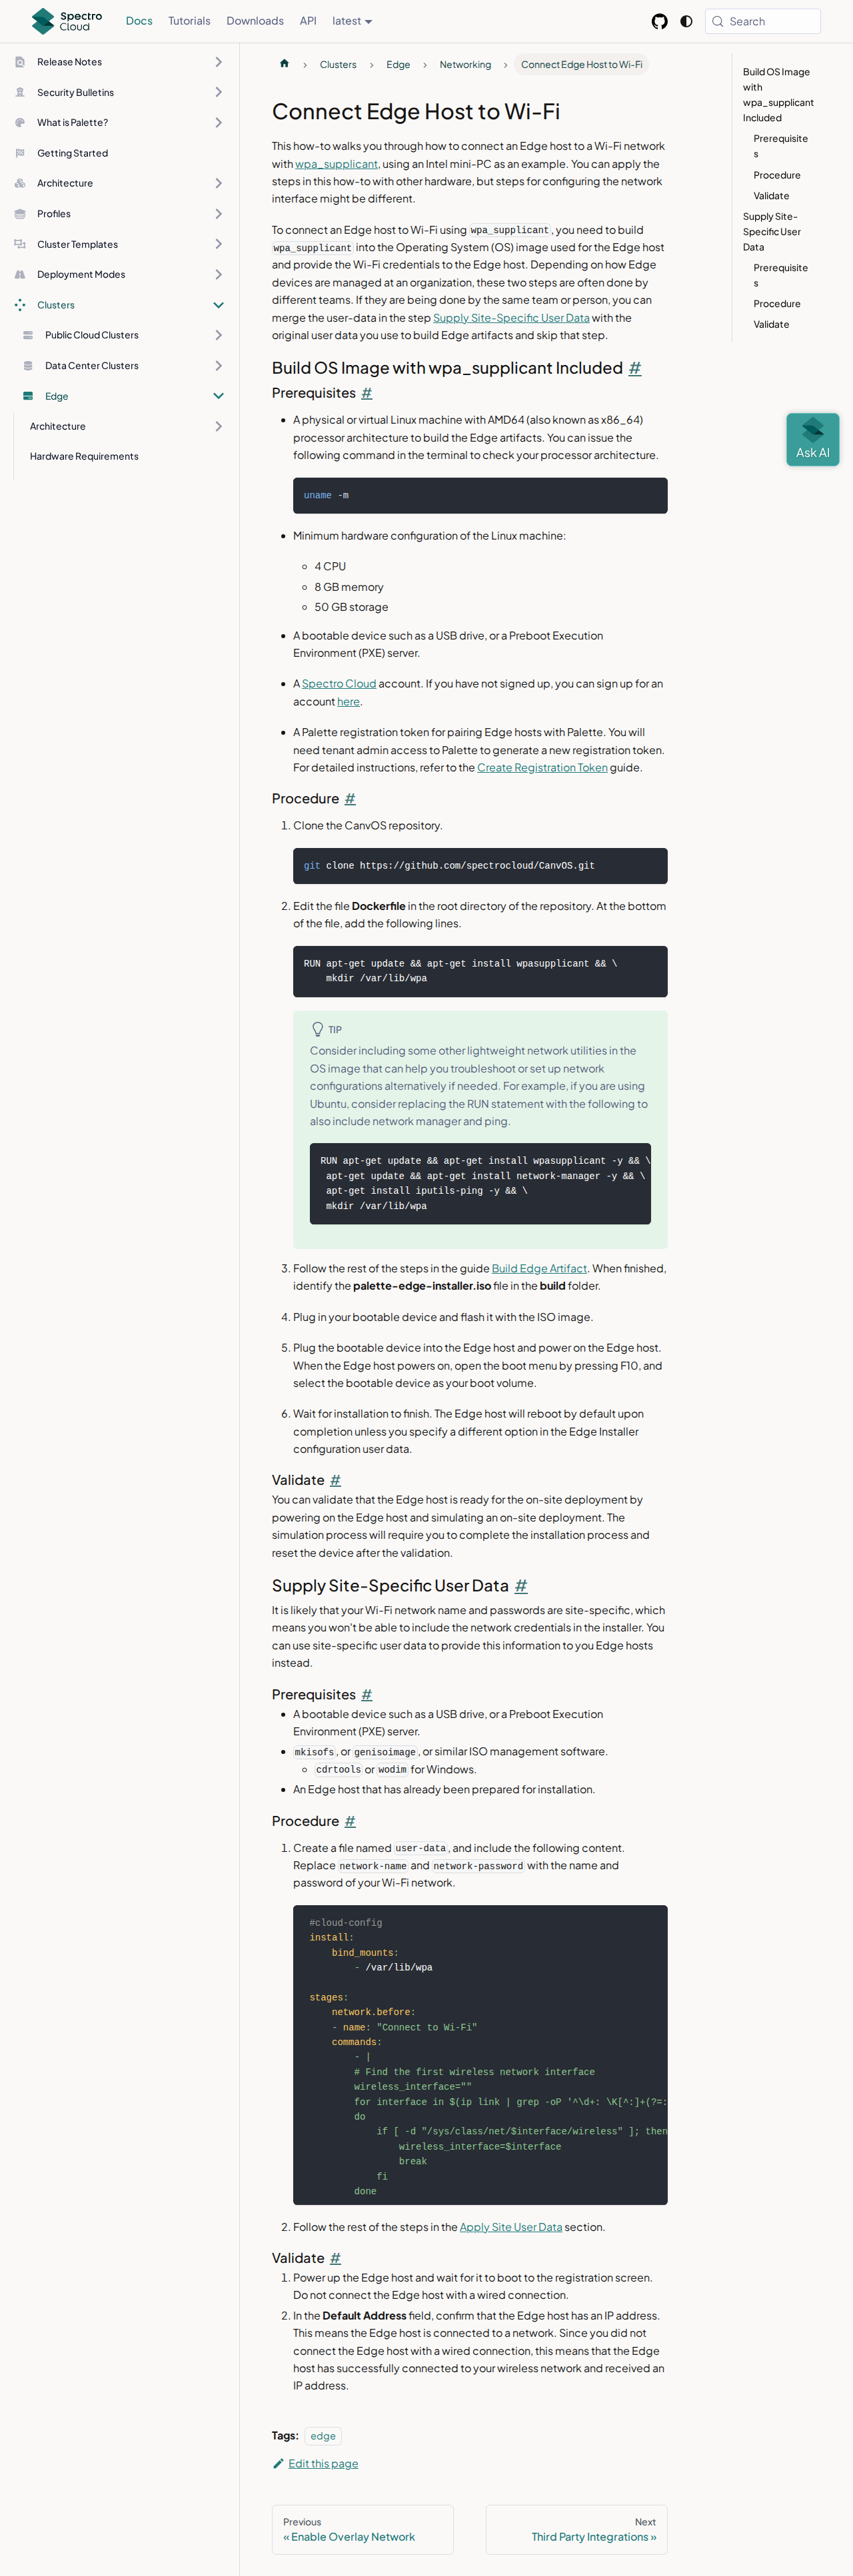 Spectro
Cloud
Docs
Tutorials
Downloads
API
latest
Search
Release Notes
Security Bulletins
What is Palette?
Getting Started
Architecture
Profiles
Cluster Templates
Deployment Modes
Clusters
Public Cloud Clusters
Data Center Clusters
Edge
Architecture
Hardware Requirements
Clusters
Edge
Networking
Connect Edge Host to Wi-Fi
Connect Edge Host to Wi-Fi
This how-to walks you through how to connect an Edge host to a Wi-Fi network
with wpa_supplicant, using an Intel mini-PC as an example. You can apply the
steps in this how-to with other hardware, but steps for configuring the network
interface might be different.
To connect an Edge host to Wi-Fi using wpa_supplicant, you need to build
wpa_supplicant into the Operating System (OS) image used for the Edge host
and provide the Wi-Fi credentials to the Edge host. Depending on how Edge
devices are managed at an organization, these two steps are often done by
different teams. If they are being done by the same team or person, you can
merge the user-data in the step Supply Site-Specific User Data with the
original user data you use to build Edge artifacts and skip that step.
Build OS Image with wpa_supplicant Included #
Prerequisites #
A physical or virtual Linux machine with AMD64 (also known as x86_64)
processor architecture to build the Edge artifacts. You can issue the
following command in the terminal to check your processor architecture.
uname -m
Minimum hardware configuration of the Linux machine:
4 CPU
8 GB memory
50 GB storage
A bootable device such as a USB drive, or a Preboot Execution
Environment (PXE) server.
A Spectro Cloud account. If you have not signed up, you can sign up for an
account here.
A Palette registration token for pairing Edge hosts with Palette. You will
need tenant admin access to Palette to generate a new registration token.
For detailed instructions, refer to the Create Registration Token guide.
Procedure #
1. Clone the CanvOS repository.
git clone https://github.com/spectrocloud/CanvOS.git
2. Edit the file Dockerfile in the root directory of the repository. At the bottom
of the file, add the following lines.
RUN apt-get update && apt-get install wpasupplicant && \
mkdir /var/lib/wpa
TIP
Consider including some other lightweight network utilities in the
OS image that can help you troubleshoot or set up network
configurations alternatively if needed. For example, if you are using
Ubuntu, consider replacing the RUN statement with the following to
also include network manager and ping.
RUN apt-get update && apt-get install wpasupplicant -y && \
apt-get update && apt-get install network-manager -y && \
apt-get install iputils-ping -y && \
mkdir /var/lib/wpa
3. Follow the rest of the steps in the guide Build Edge Artifact. When finished,
identify the palette-edge-installer.iso file in the build folder.
4. Plug in your bootable device and flash it with the ISO image.
5. Plug the bootable device into the Edge host and power on the Edge host.
When the Edge host powers on, open the boot menu by pressing F10, and
select the bootable device as your boot volume.
6. Wait for installation to finish. The Edge host will reboot by default upon
completion unless you specify a different option in the Edge Installer
configuration user data.
Validate #
You can validate that the Edge host is ready for the on-site deployment by
powering on the Edge host and simulating an on-site deployment. The
simulation process will require you to complete the installation process and
reset the device after the validation.
Supply Site-Specific User Data #
It is likely that your Wi-Fi network name and passwords are site-specific, which
means you won't be able to include the network credentials in the installer. You
can use site-specific user data to provide this information to you Edge hosts
instead.
Prerequisites #
A bootable device such as a USB drive, or a Preboot Execution
Environment (PXE) server.
mkisofs, or genisoimage, or similar ISO management software.
cdrtools or wodim for Windows.
An Edge host that has already been prepared for installation.
Procedure #
1. Create a file named user-data, and include the following content.
Replace network-name and network-password with the name and
password of your Wi-Fi network.
#cloud-config
install:
bind_mounts:
- /var/lib/wpa
stages:
network.before:
- name: "Connect to Wi-Fi"
commands:
- |
# Find the first wireless network interface
wireless_interface=""
for interface in $(ip link | grep -oP '^\d+: \K[^:]+(?=:
do
if [ -d "/sys/class/net/$interface/wireless" ]; then
wireless_interface=$interface
break
fi
done
2. Follow the rest of the steps in the Apply Site User Data section.
Validate #
1. Power up the Edge host and wait for it to boot to the registration screen.
Do not connect the Edge host with a wired connection.
2. In the Default Address field, confirm that the Edge host has an IP address.
This means the Edge host is connected to a network. Since you did not
connect the Edge host with a wired connection, this means that the Edge
host has successfully connected to your wireless network and received an
IP address.
Tags: edge
Edit this page
Previous
« Enable Overlay Network
Next
Third Party Integrations »
Build OS Image
with
wpa_supplicant
Included
Prerequisite
s
Procedure
Validate
Supply Site-
Specific User
Data
Prerequisite
s
Procedure
Validate
Ask AI